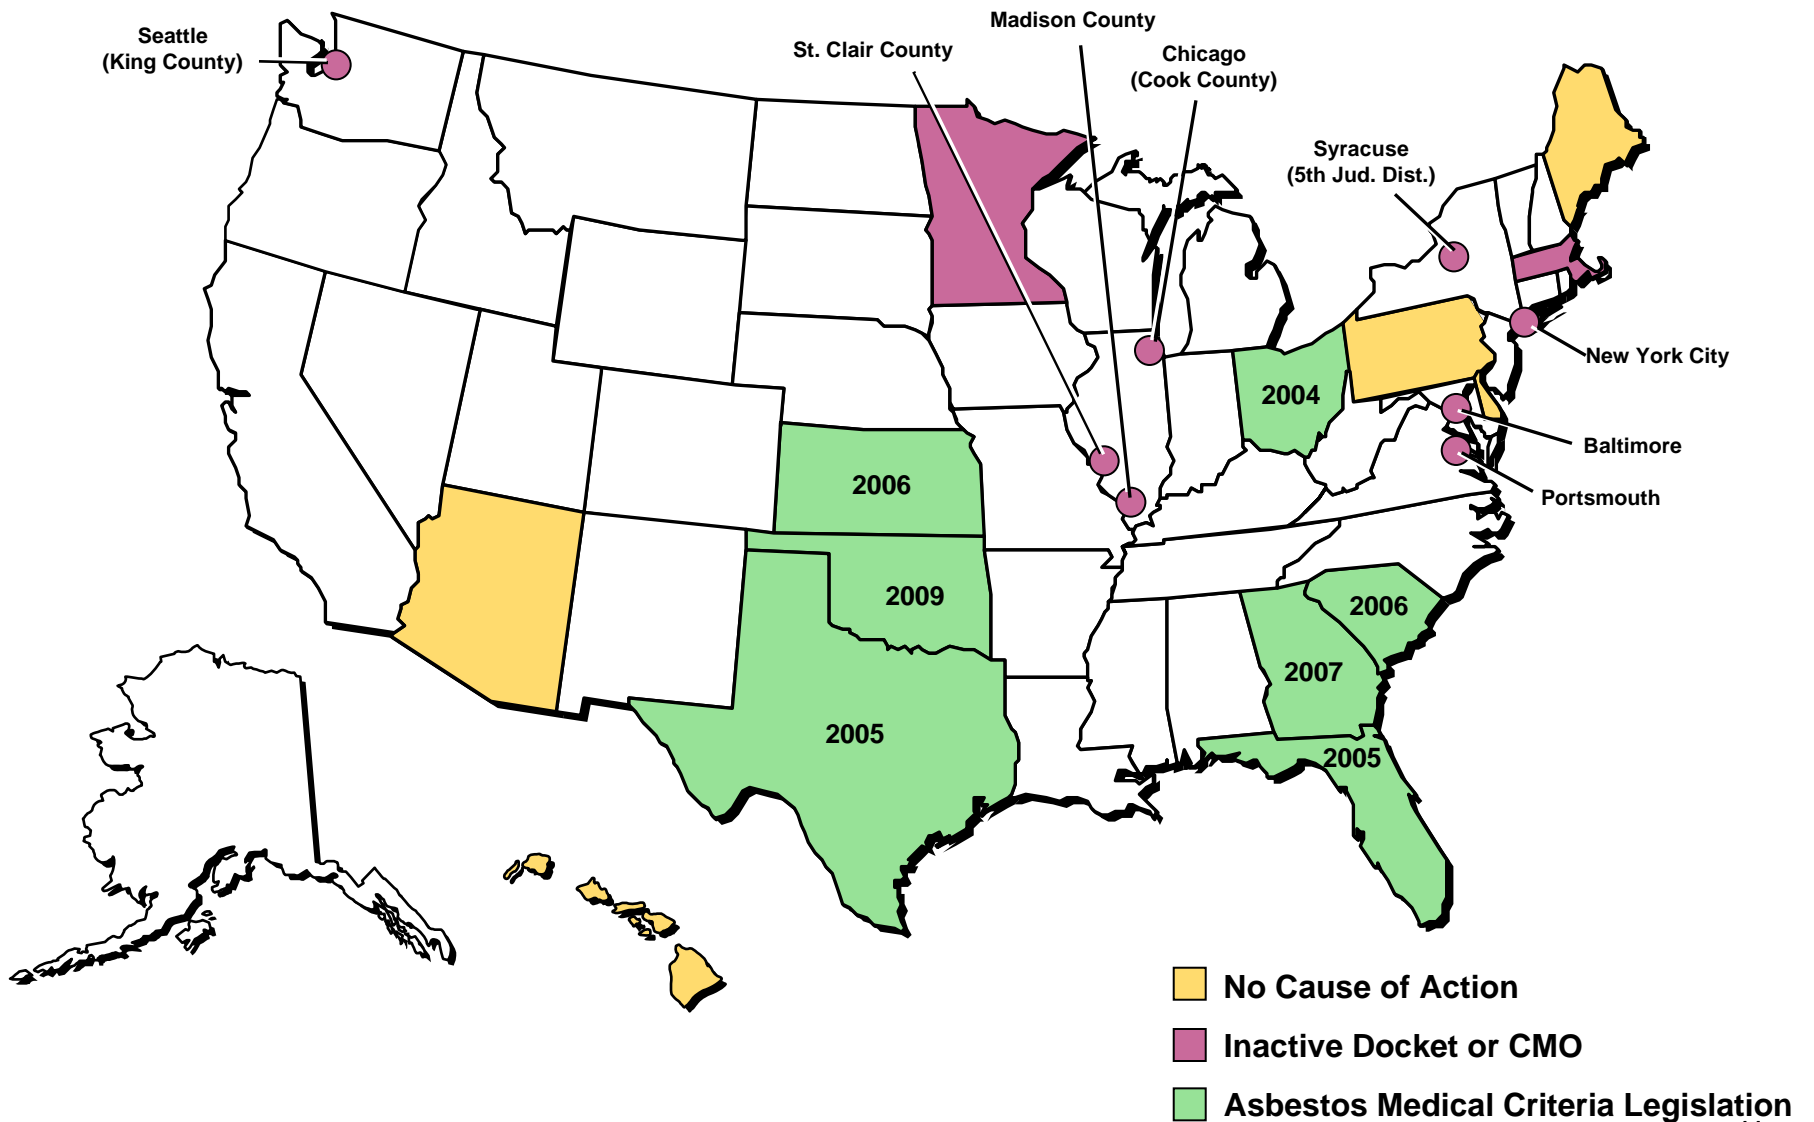 Madison County
Seattle
(King County)
St. Clair County
Chicago
(Cook County)
Syracuse
(5th Jud. Dist.)
New York City
2004
Baltimore
2006
Portsmouth
2009
2006
2007
2005
2005
No Cause of Action
Inactive Docket or CMO
Asbestos Medical Criteria Legislation